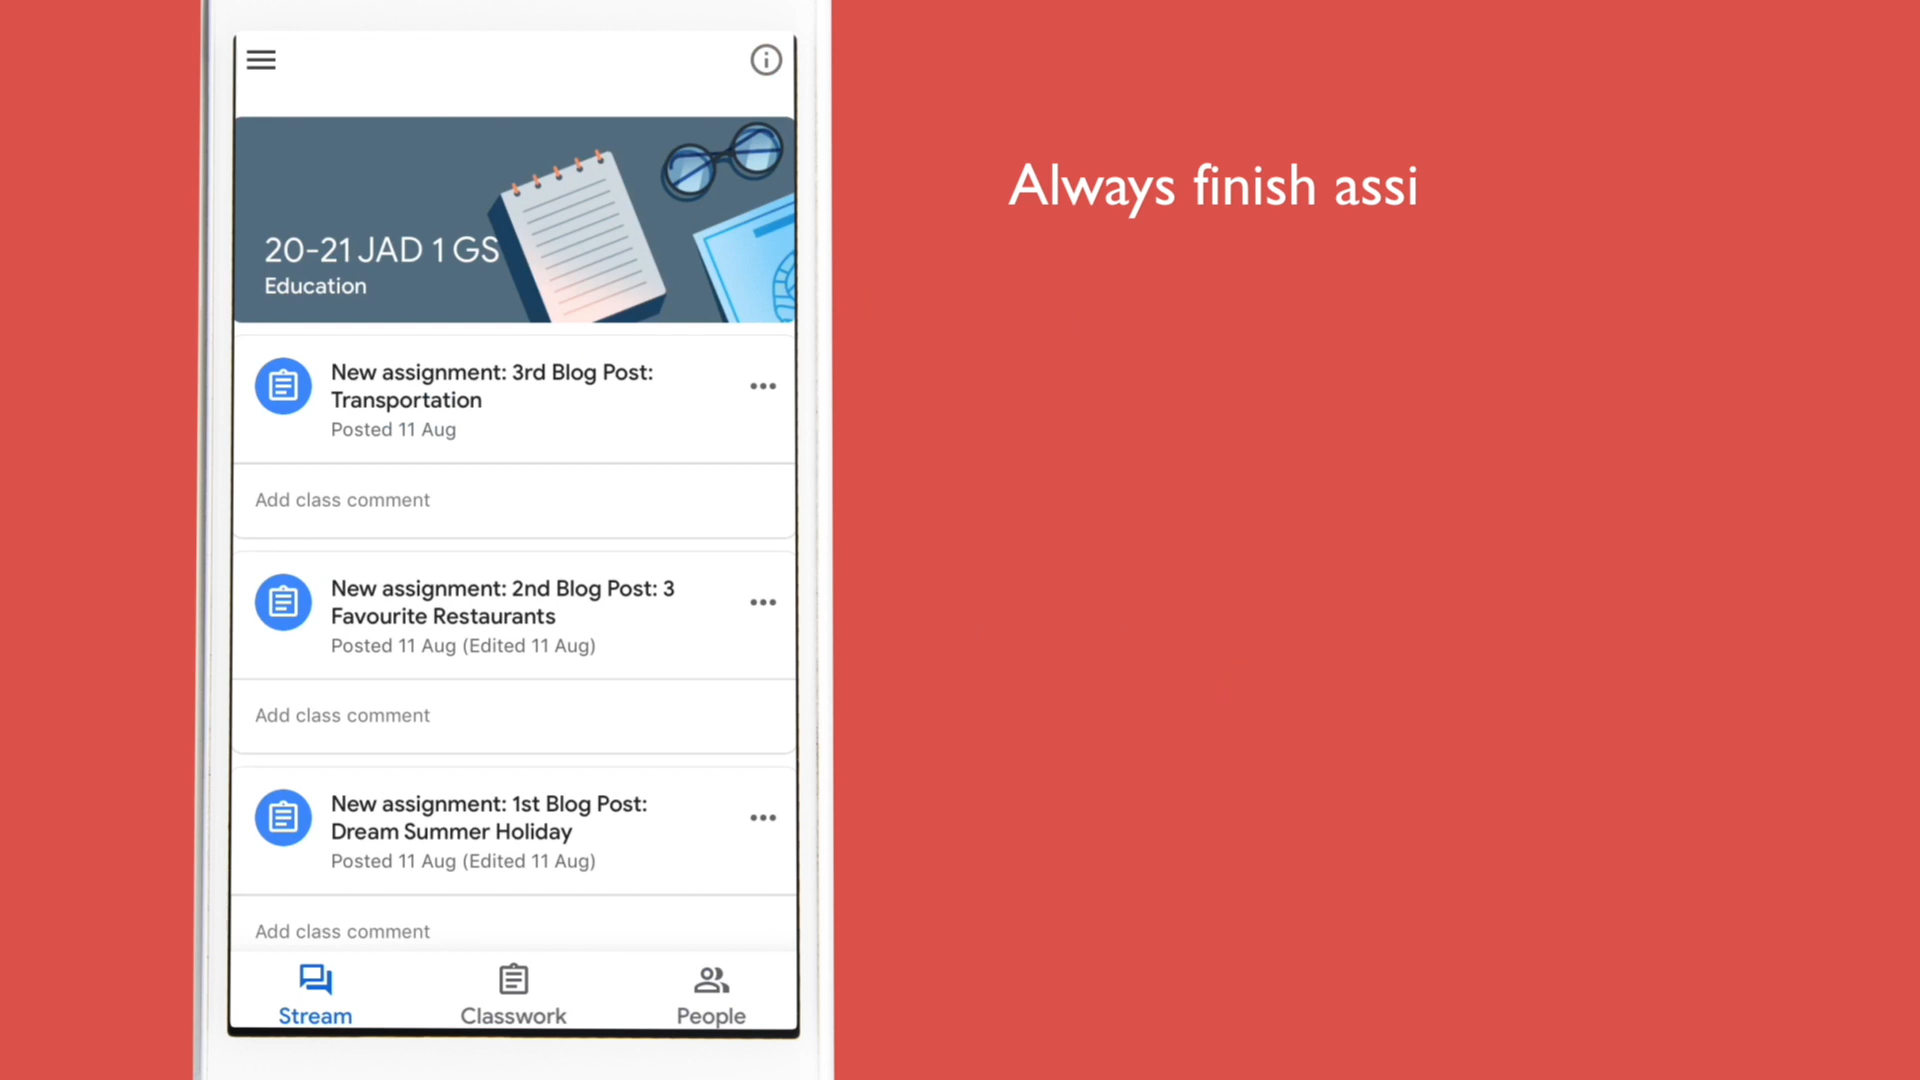 20-21 JAD 1 GS
Education
New assignment: 3rd Blog Post:
Transportation
Posted 11 Aug
Add class comment
New assignment: 2nd Blog Post: 3
Favourite Restaurants
Posted 11 Aug (Edited 11 Aug)
Add class comment
New assignment: 1st Blog Post:
Dream Summer Holiday
Posted 11 Aug (Edited 11 Aug)
Add class comment
Stream
Classwork
People
Always finish assi